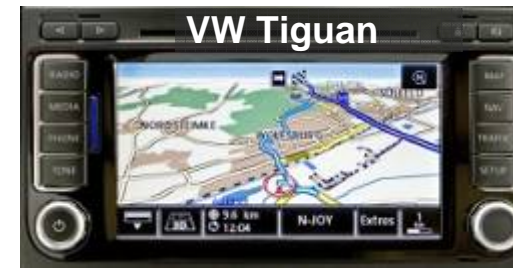 VW Tiguan
RADIO
MEDIA
PHONE
TONE
MAP
NAV
TRAFFIC
SETUP
NORDSTEIMKE
WOLFSBURG
3D
9.6 km
12:04
N-JOY
Extras